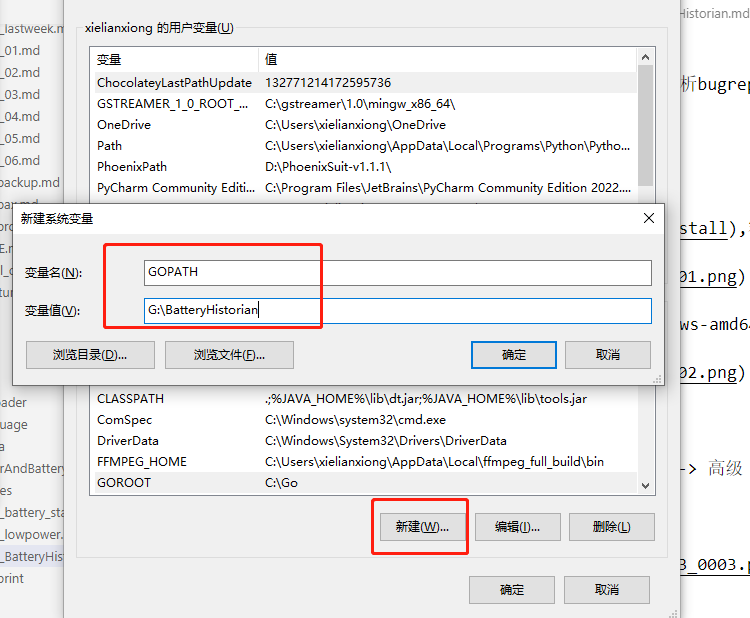 Historian.md
_lastweek.m
_01.md
_02.md
_03.md
_04.md
_05.md
_06.md
backup.md
析bugrep
stall),
01.png)
ws-amd64
02.png)
-> 高级
3_0003.p
xielianxiong 的用户变量(U)
变量 值
ChocolateyLastPathUpdate 132771214172595736
GSTREAMER_1_0_ROOT_... C:\gstreamer\1.0\mingw_x86_64\
OneDrive C:\Users\xielianxiong\OneDrive
Path C:\Users\xielianxiong\AppData\Local\Programs\Python\Pytho...
PhoenixPath D:\PhoenixSuit-v1.1.1\
PyCharm Community Editi... C:\Program Files\JetBrains\PyCharm Community Edition 2022....
新建系统变量
变量名(N): GOPATH
变量值(V): G:\BatteryHistorian
浏览目录(D)... 浏览文件(F)... 确定 取消
CLASSPATH .;%JAVA_HOME%\lib\dt.jar;%JAVA_HOME%\lib\tools.jar
ComSpec C:\Windows\system32\cmd.exe
DriverData C:\Windows\System32\Drivers\DriverData
FFMPEG_HOME C:\Users\xielianxiong\AppData\Local\ffmpeg_full_build\bin
GOROOT C:\Go
新建(W)... 编辑(I)... 删除(L)
确定 取消
ader
uage
a
rAndBattery
es
_battery_sta
_lowpower.
_BatteryHis
print